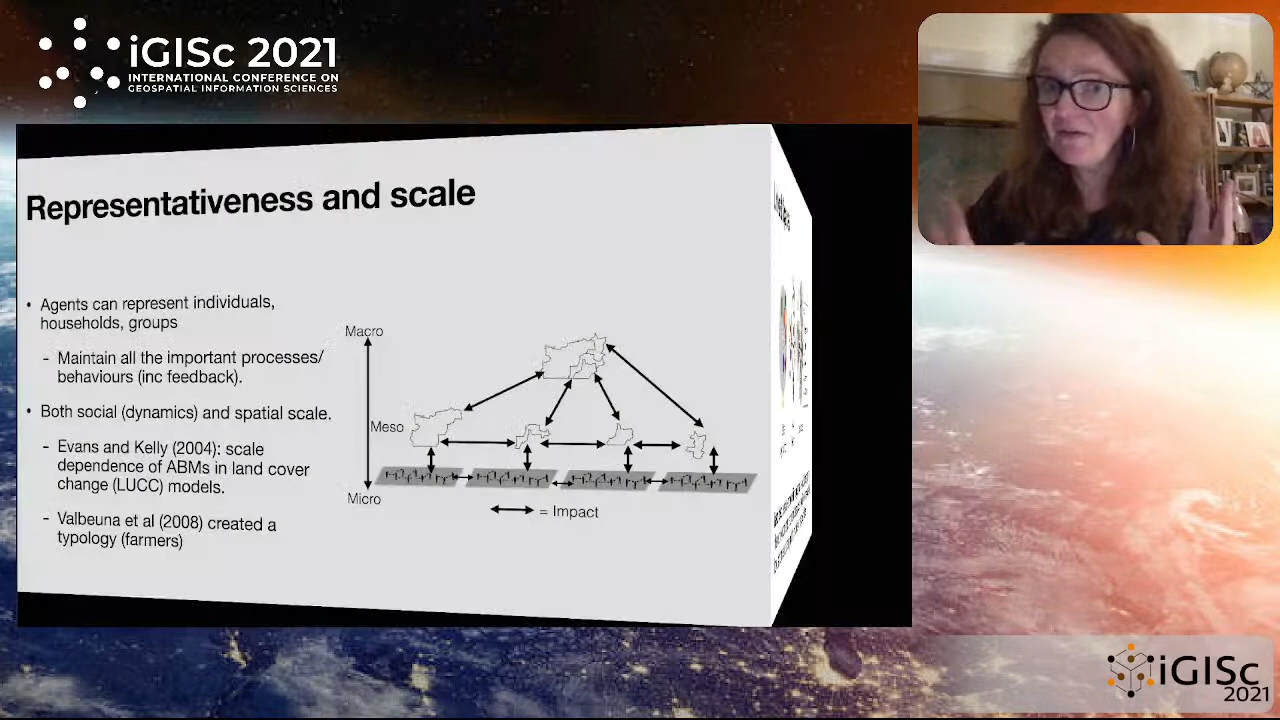 iGISc 2021
INTERNATIONAL CONFERENCE ON
GEOSPATIAL INFORMATION SCIENCES
Representativeness and scale
• Agents can represent individuals,
households, groups
- Maintain all the important processes/
behaviours (inc feedback).
• Both social (dynamics) and spatial scale.
- Evans and Kelly (2004): scale
dependence of ABMs in land cover
change (LUCC) models.
- Valbeuna et al (2008) created a
typology (farmers)
Macro
Meso
Micro
= Impact
iGISc
2021